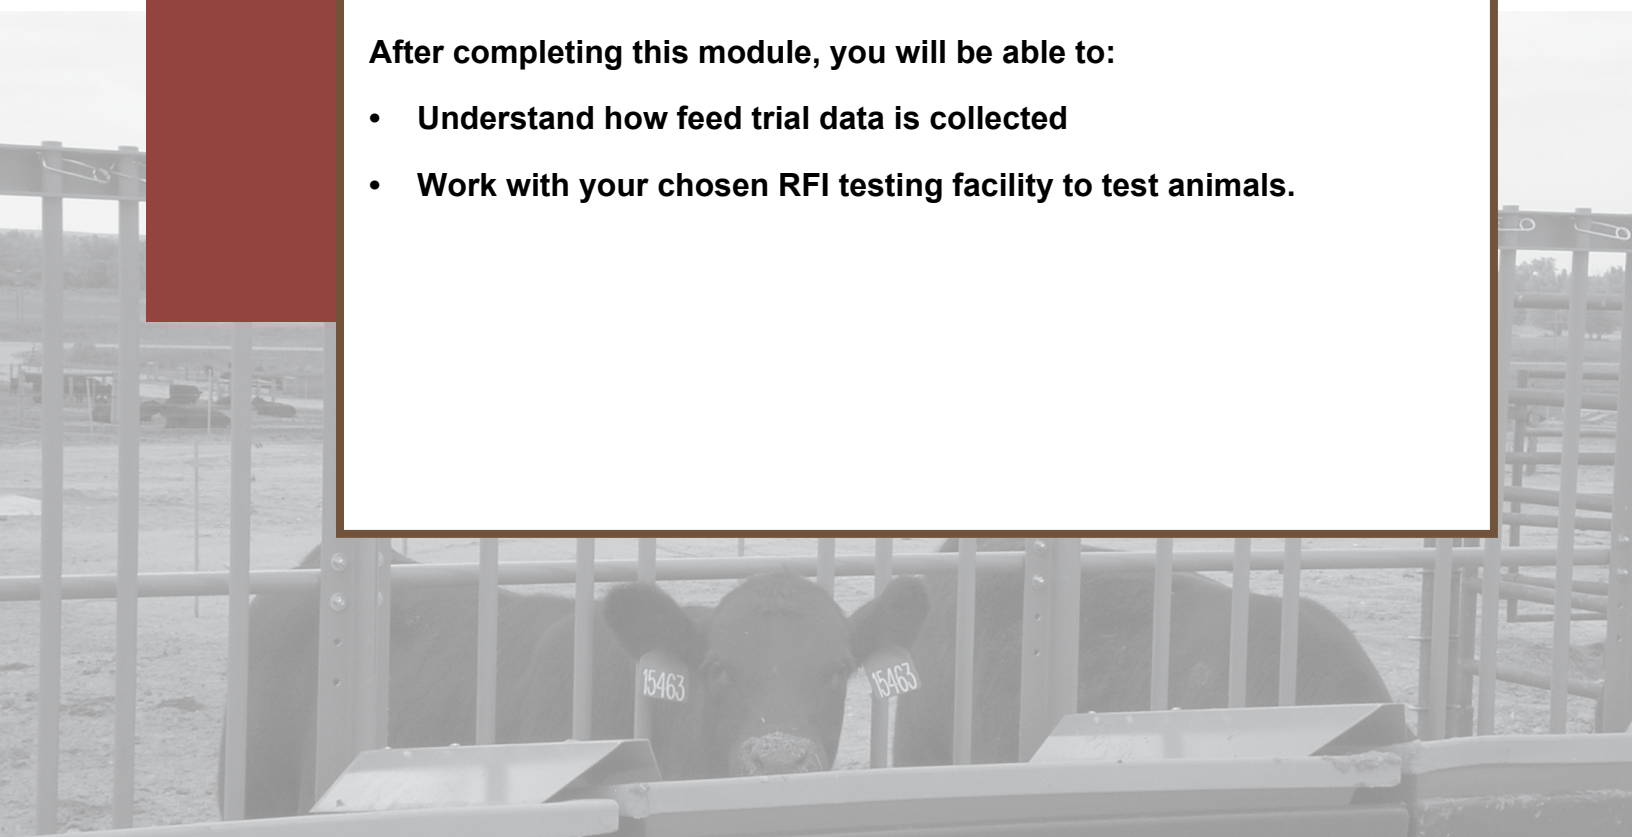 After completing this module, you will be able to:
• Understand how feed trial data is collected
• Work with your chosen RFI testing facility to test animals.
15463
15463